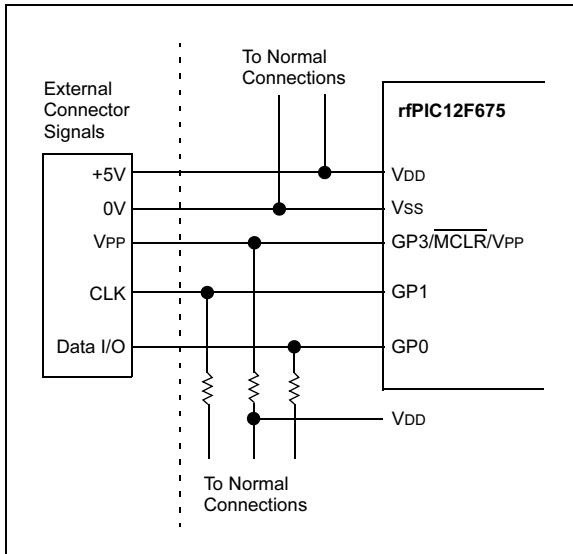 To Normal
Connections
External
Connector
Signals
rfPIC12F675
+5V
VDD
0V
VSS
VPP
GP3/MCLR/VPP
CLK
GP1
Data I/O
GP0
VDD
To Normal
Connections